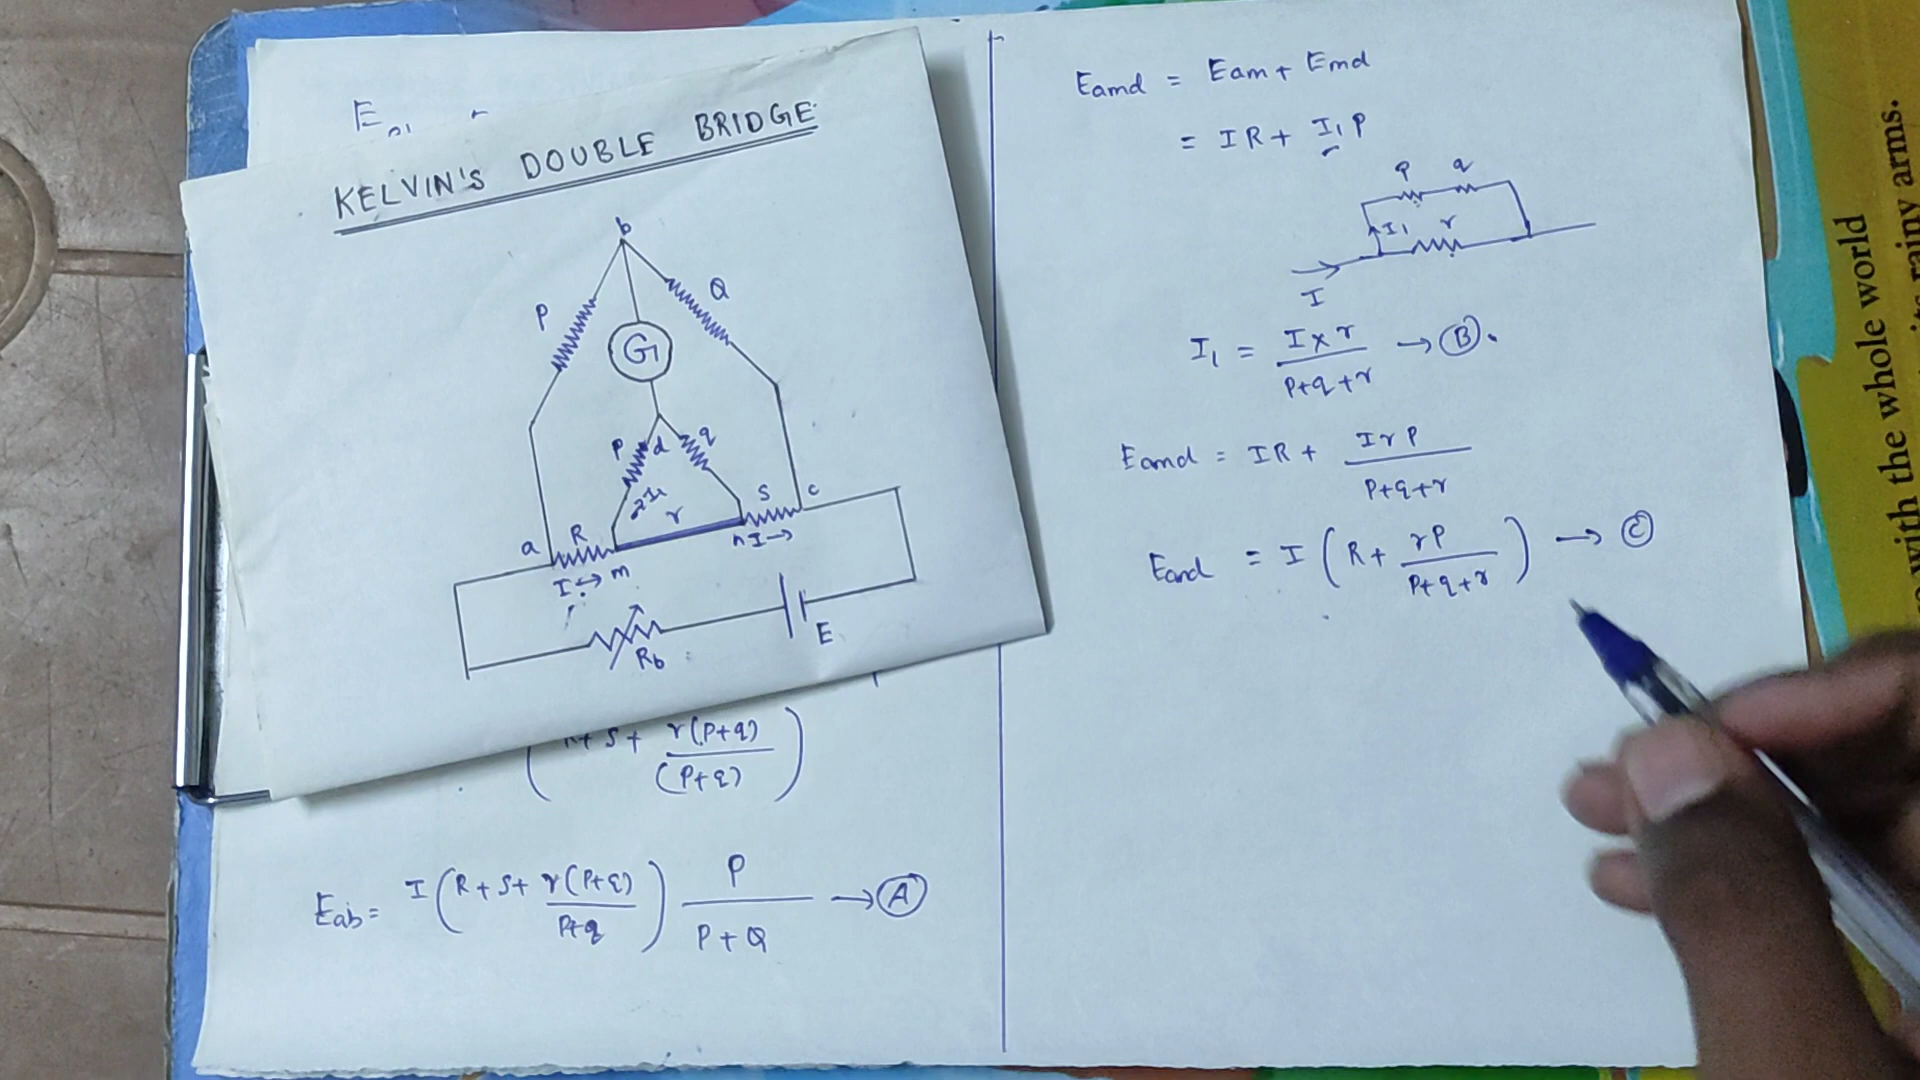 KELVIN'S DOUBLE BRIDGE
b
P
Q
G
P
d
q
I1
r
S
c
a
R
m
n
I→
I→
Rb
E
R+S+ r(p+q)
(p+q)
Eab = I(R+S+ r(p+q)/p+q) P/P+Q → Ⓐ
Eamd = Eam + Emd
= IR + I1 P
P q
I1 r
I
I1 = I×r/p+q+r → Ⓑ.
Eamd = IR + IrP/p+q+r
Eamd = I(R+ rP/p+q+r) → Ⓒ
with the whole world
rainy arms.